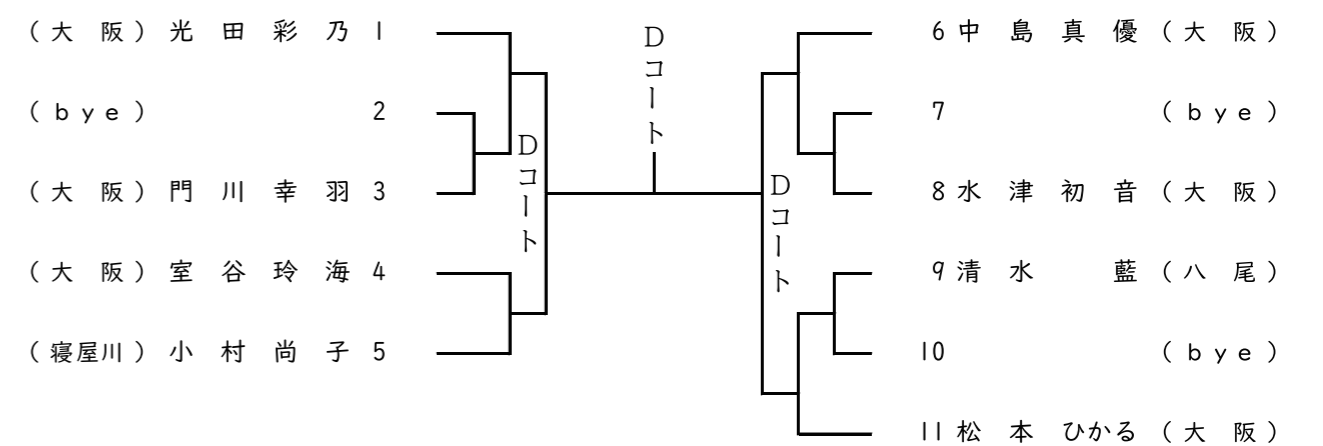 （大　阪）光　田　彩　乃 1
（ｂｙｅ） 2
（大　阪）門　川　幸　羽 3
（大　阪）室　谷　玲　海 4
（寝屋川）小　村　尚　子 5
Dコート
Dコート
Dコート
6 中　島　真　優（大　阪）
7 （ｂｙｅ）
8 水　津　初　音（大　阪）
9 清　水　　　藍（八　尾）
10 （ｂｙｅ）
11 松　本　ひかる（大　阪）